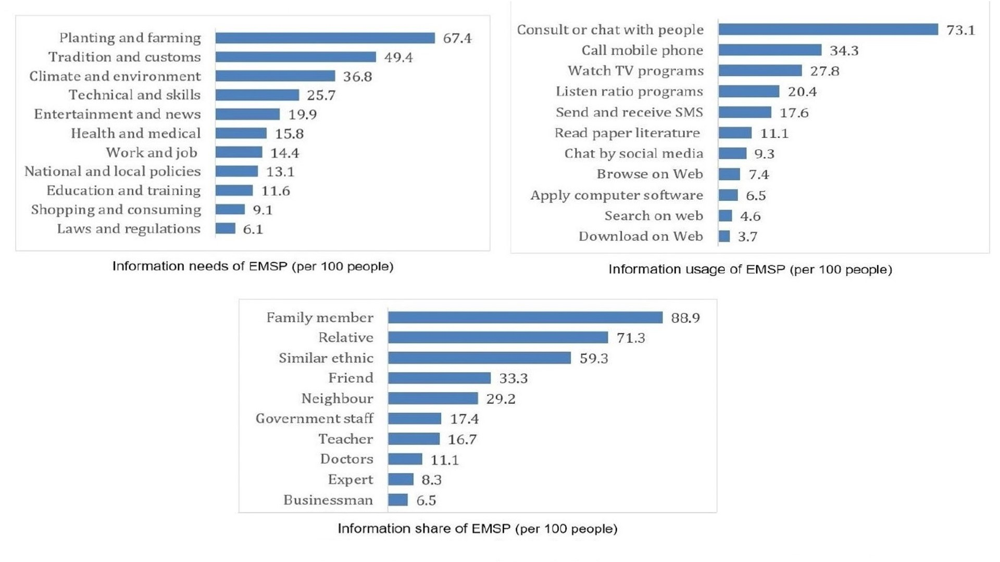 Planting and farming 67.4
Tradition and customs 49.4
Climate and environment 36.8
Technical and skills 25.7
Entertainment and news 19.9
Health and medical 15.8
Work and job 14.4
National and local policies 13.1
Education and training 11.6
Shopping and consuming 9.1
Laws and regulations 6.1
Information needs of EMSP (per 100 people)
Consult or chat with people 73.1
Call mobile phone 34.3
Watch TV programs 27.8
Listen ratio programs 20.4
Send and receive SMS 17.6
Read paper literature 11.1
Chat by social media 9.3
Browse on Web 7.4
Apply computer software 6.5
Search on web 4.6
Download on Web 3.7
Information usage of EMSP (per 100 people)
Family member 88.9
Relative 71.3
Similar ethnic 59.3
Friend 33.3
Neighbour 29.2
Government staff 17.4
Teacher 16.7
Doctors 11.1
Expert 8.3
Businessman 6.5
Information share of EMSP (per 100 people)